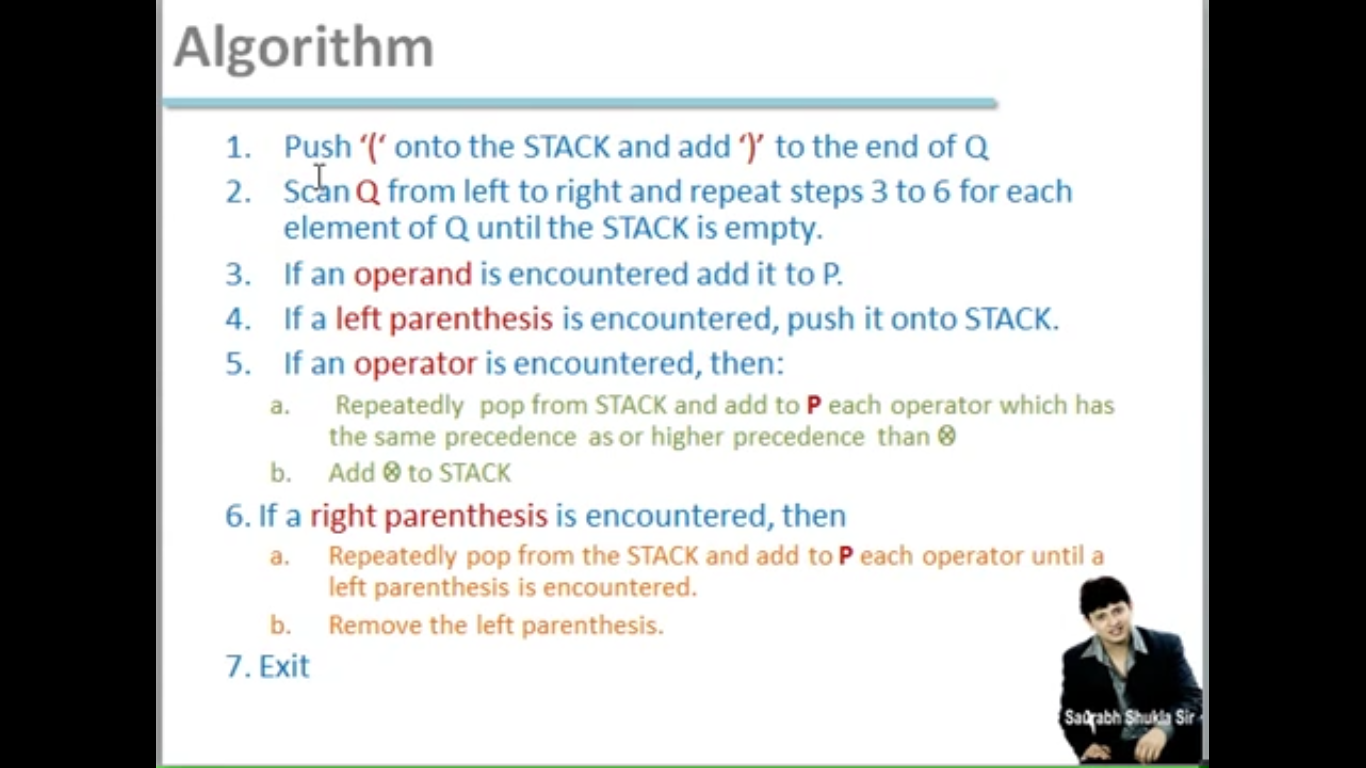 Algorithm
1. Push ‘(‘ onto the STACK and add ‘)’ to the end of Q
2. Scan Q from left to right and repeat steps 3 to 6 for each
element of Q until the STACK is empty.
3. If an operand is encountered add it to P.
4. If a left parenthesis is encountered, push it onto STACK.
5. If an operator is encountered, then:
a. Repeatedly pop from STACK and add to P each operator which has
the same precedence as or higher precedence than ⊗
b. Add ⊗ to STACK
6. If a right parenthesis is encountered, then
a. Repeatedly pop from the STACK and add to P each operator until a
left parenthesis is encountered.
b. Remove the left parenthesis.
7. Exit
Saurabh Shukla Sir